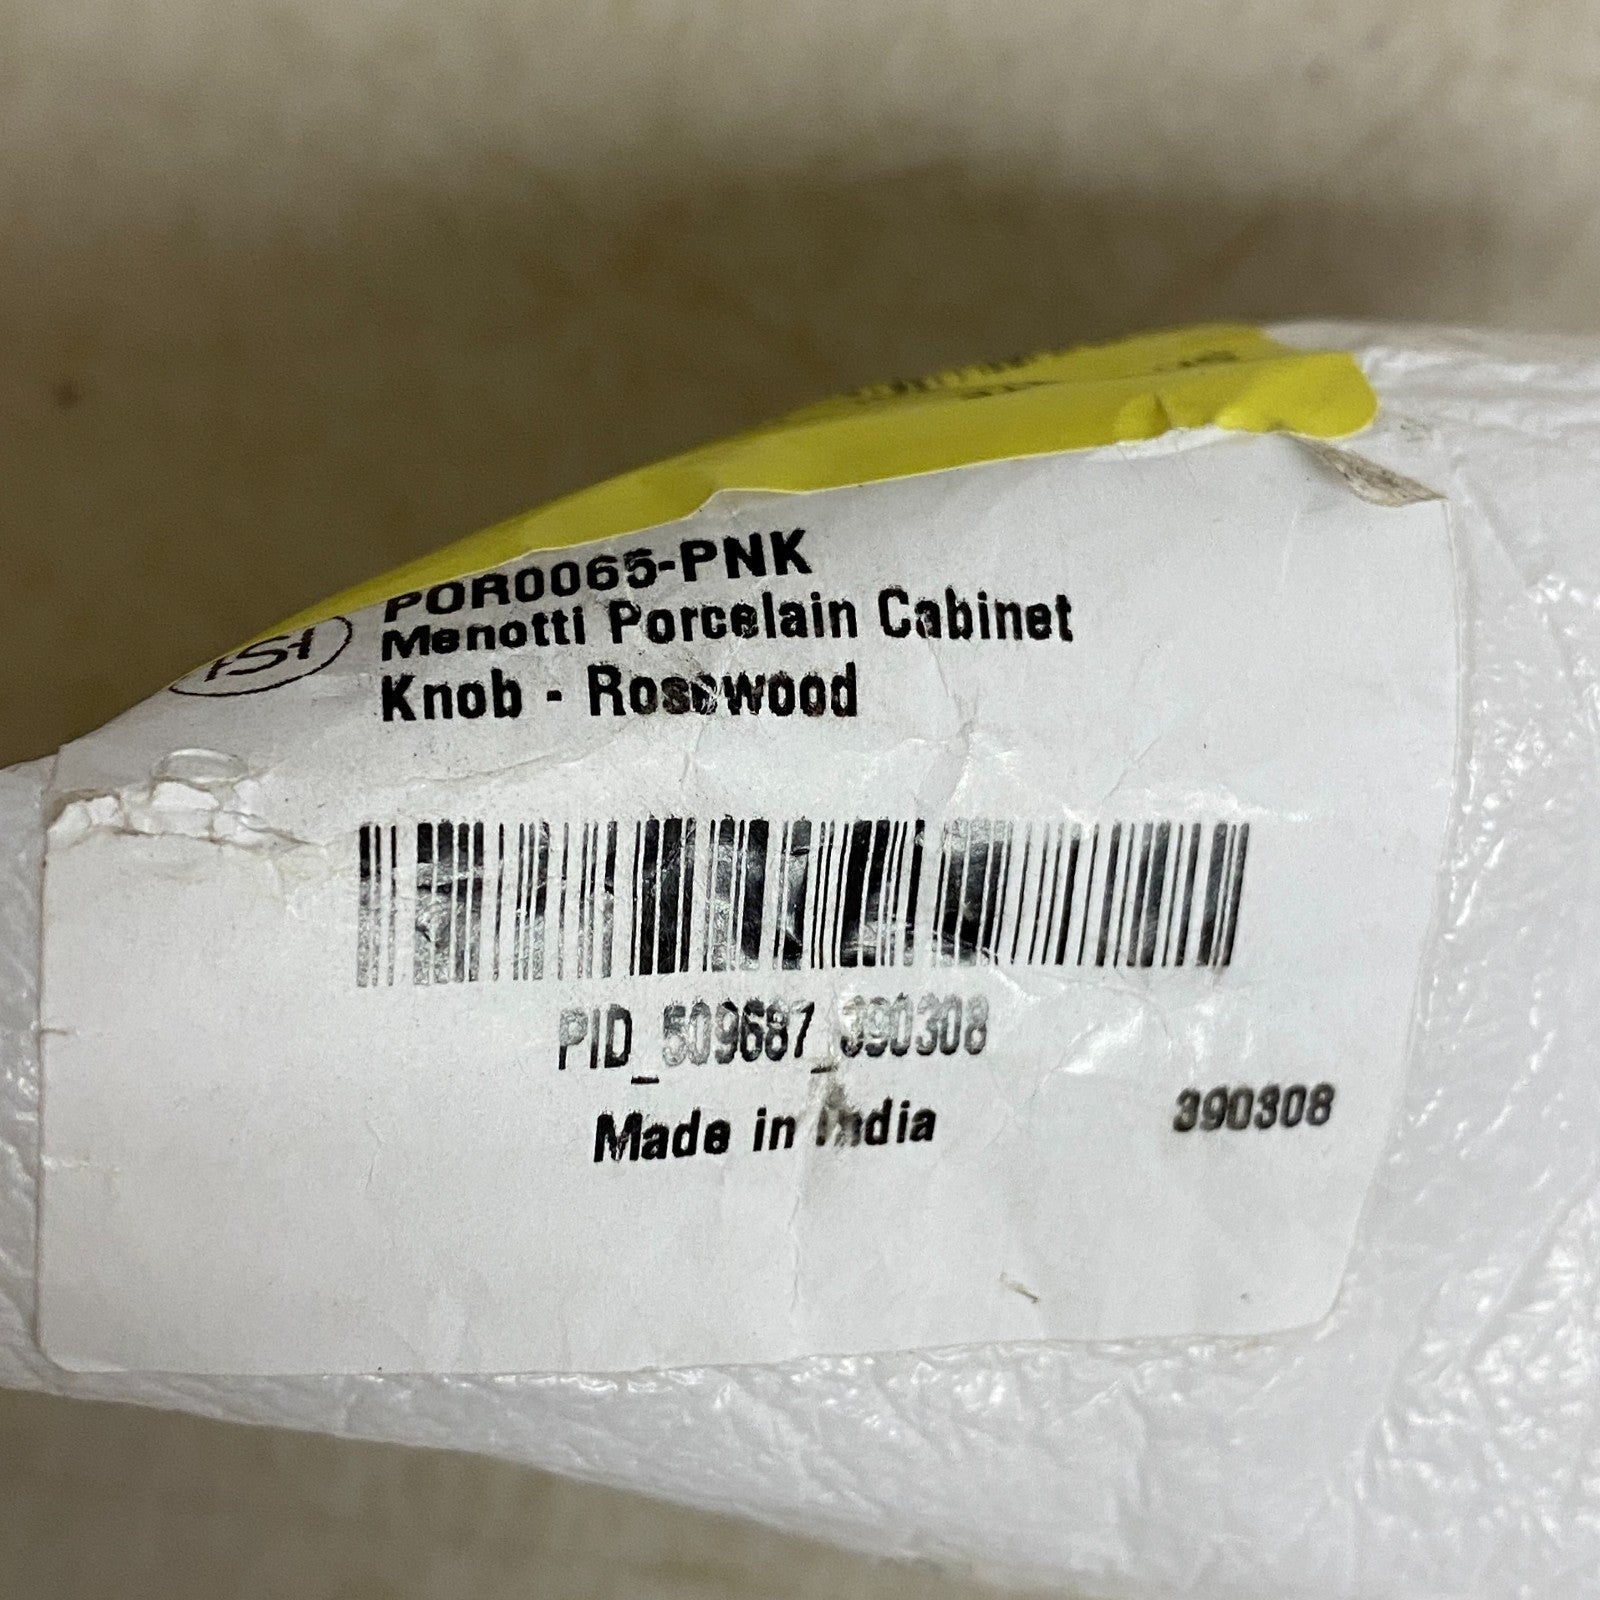 POR0065-PNK
Menotti Porcelain Cabinet
Knob - Rosewood
PID_509687_390308
Made in India
390308